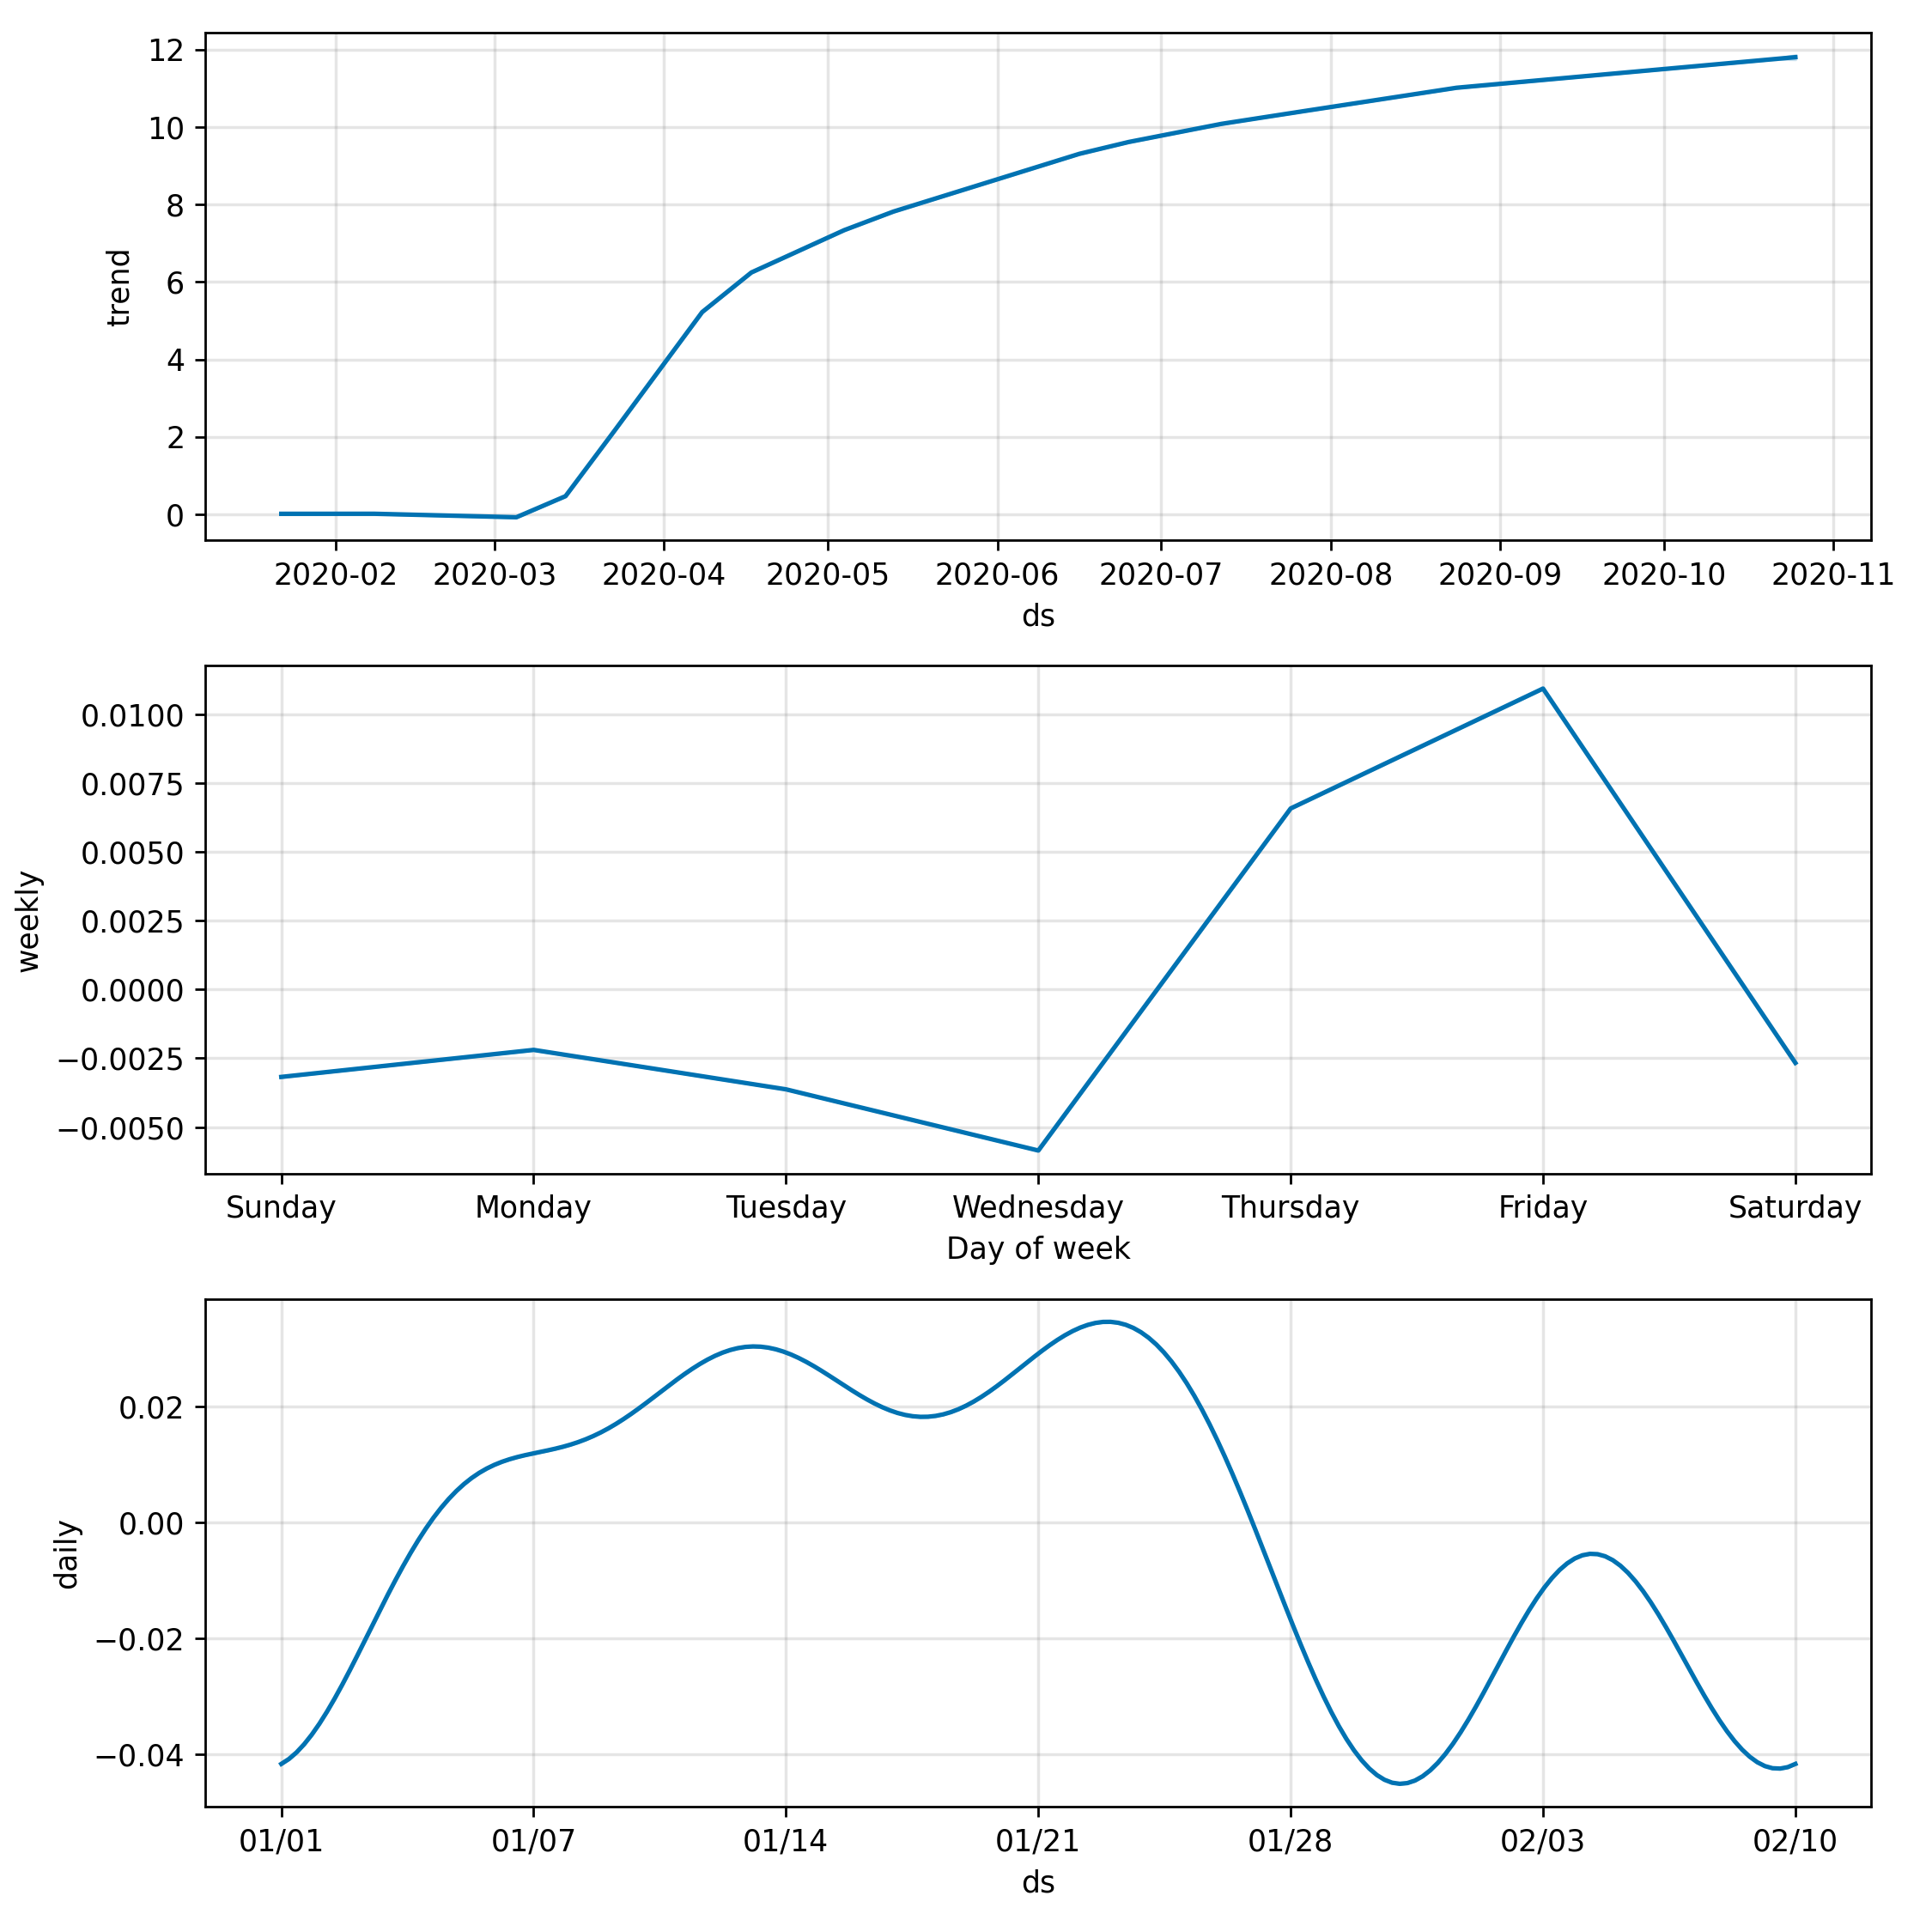 12
10
8
6
4
2
0
trend
2020-02 2020-03 2020-04 2020-05 2020-06 2020-07 2020-08 2020-09 2020-10 2020-11
ds
0.0100
0.0075
0.0050
0.0025
0.0000
−0.0025
−0.0050
weekly
Sunday Monday Tuesday Wednesday Thursday Friday Saturday
Day of week
0.02
0.00
−0.02
−0.04
daily
01/01 01/07 01/14 01/21 01/28 02/03 02/10
ds